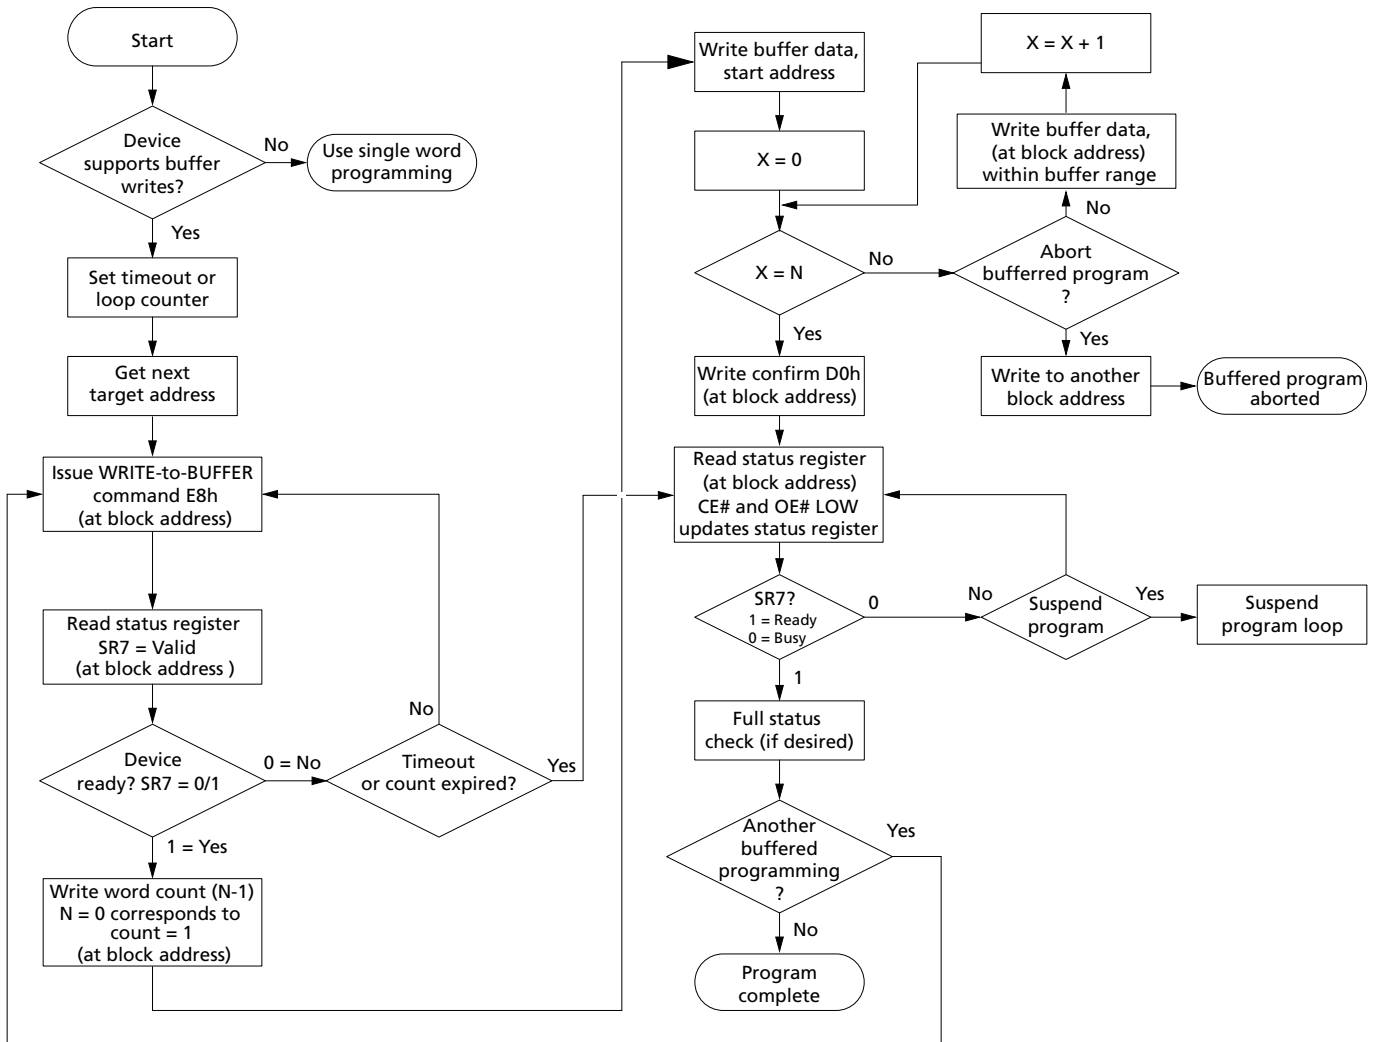 Start
Device
supports buffer
writes?
No
Use single word
programming
Yes
Set timeout or
loop counter
Get next
target address
Issue WRITE-to-BUFFER
command E8h
(at block address)
Read status register
SR7 = Valid
(at block address )
Device
ready? SR7 = 0/1
0 = No
No
Timeout
or count expired?
Yes
1 = Yes
Write word count (N-1)
N = 0 corresponds to
count = 1
(at block address)
Write buffer data,
start address
X = 0
X = N
No
Yes
X = X + 1
Write buffer data,
(at block address)
within buffer range
No
Abort
bufferred program
?
Yes
Write to another
block address
Buffered program
aborted
Write confirm D0h
(at block address)
Read status register
(at block address)
CE# and OE# LOW
updates status register
SR7?
1 = Ready
0 = Busy
0
No
Suspend
program
Yes
Suspend
program loop
1
Full status
check (if desired)
Another
buffered
programming
?
Yes
No
Program
complete